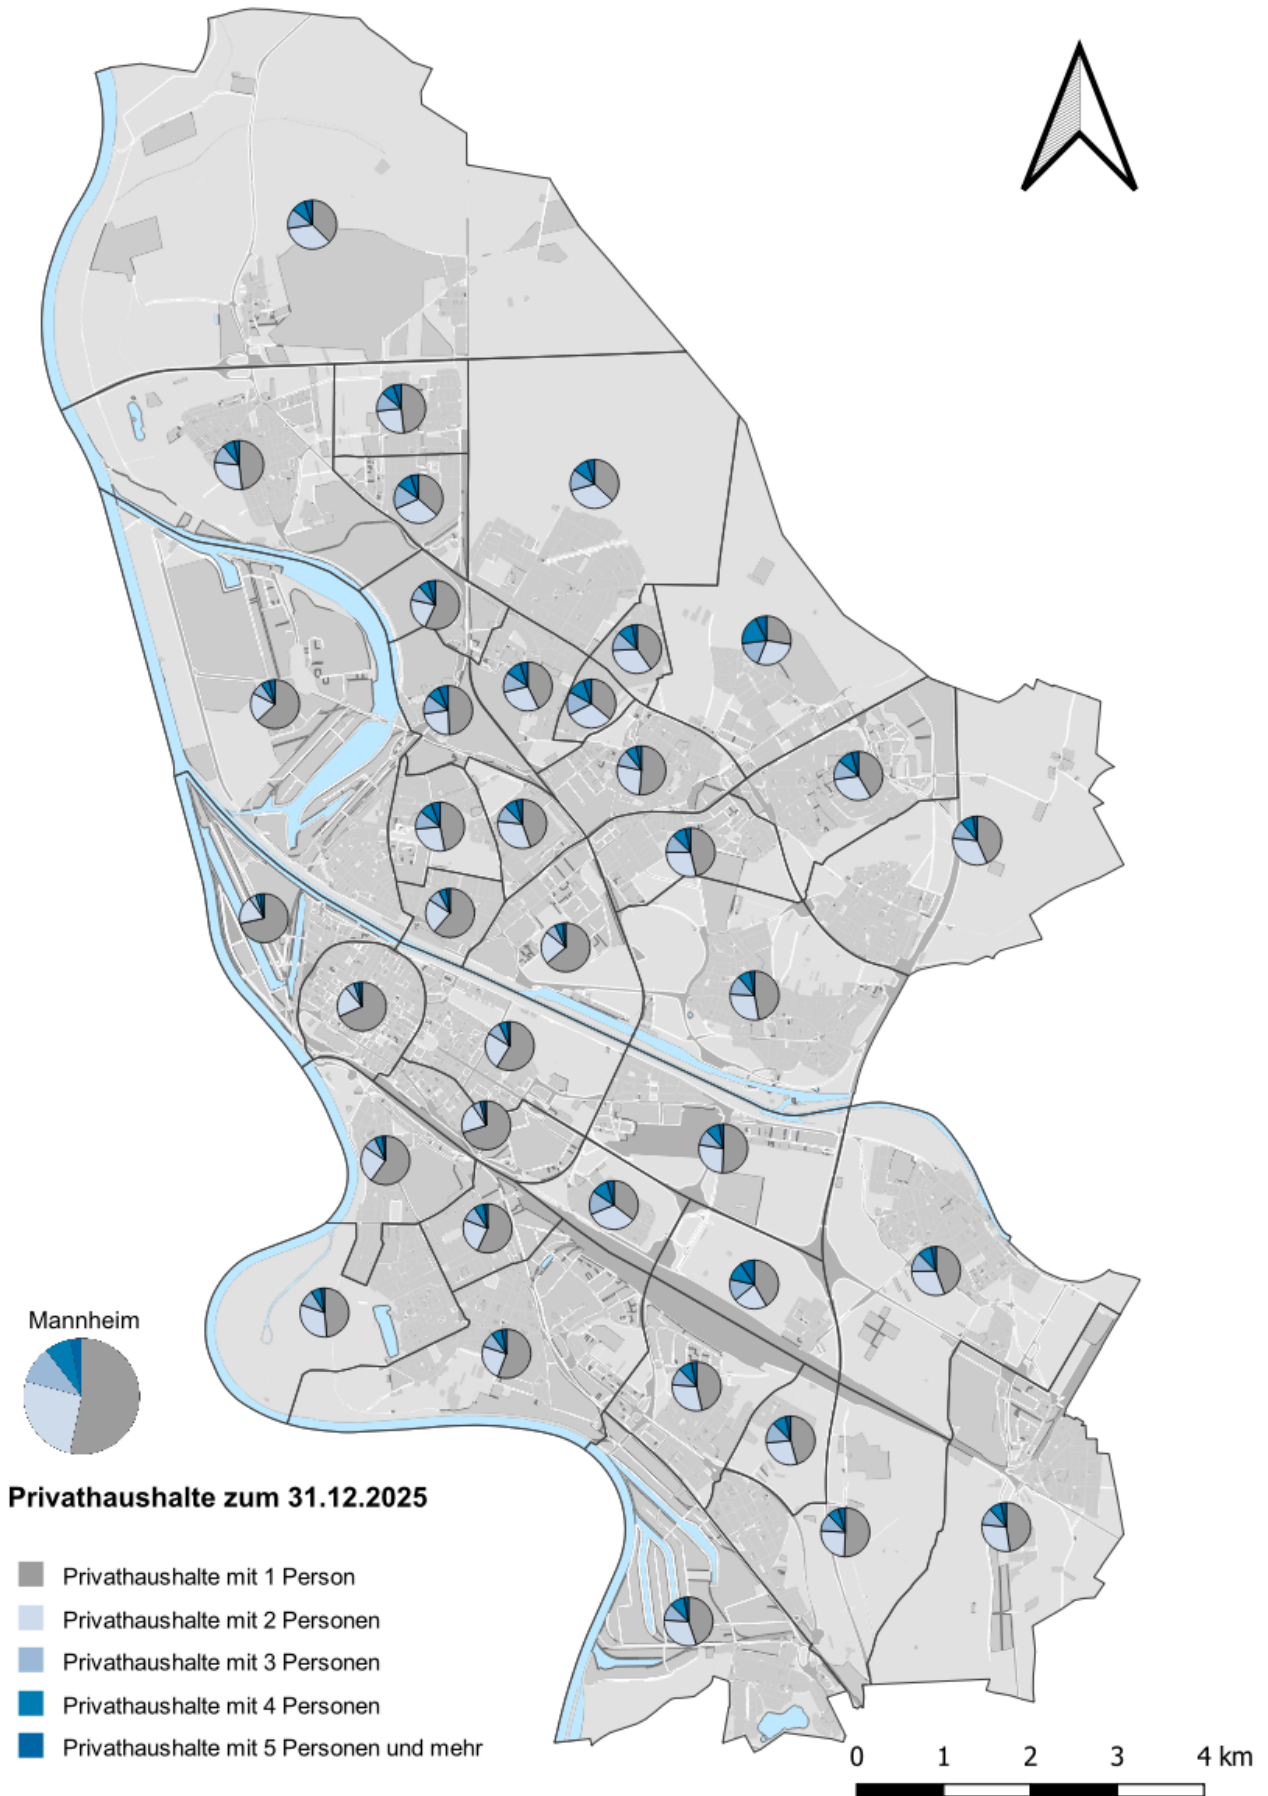 Mannheim
Privathaushalte zum 31.12.2025
Privathaushalte mit 1 Person
Privathaushalte mit 2 Personen
Privathaushalte mit 3 Personen
Privathaushalte mit 4 Personen
Privathaushalte mit 5 Personen und mehr
0 1 2 3 4 km